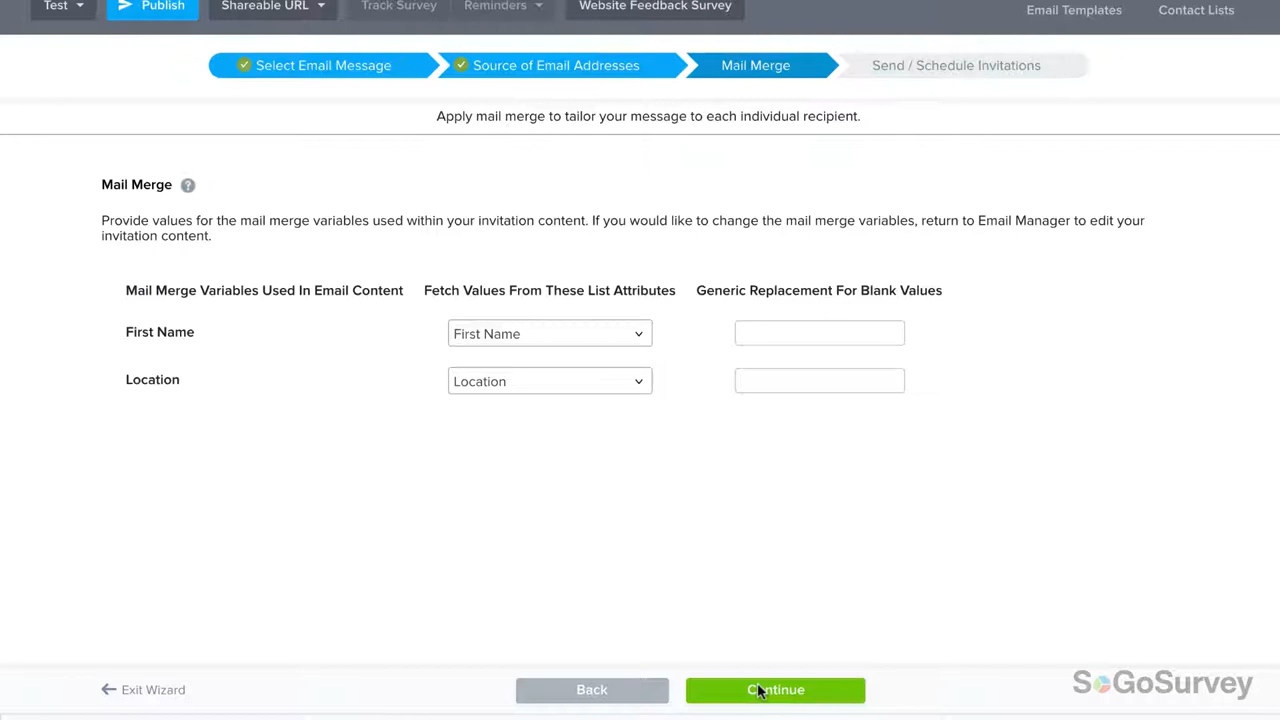 Test Publish Shareable URL Track Survey Reminders Website Feedback Survey Email Templates Contact Lists
Select Email Message Source of Email Addresses Mail Merge Send / Schedule Invitations
Apply mail merge to tailor your message to each individual recipient.
Mail Merge ?
Provide values for the mail merge variables used within your invitation content. If you would like to change the mail merge variables, return to Email Manager to edit your
invitation content.
Mail Merge Variables Used In Email Content Fetch Values From These List Attributes Generic Replacement For Blank Values
First Name First Name
Location Location
Exit Wizard Back Continue SoGoSurvey